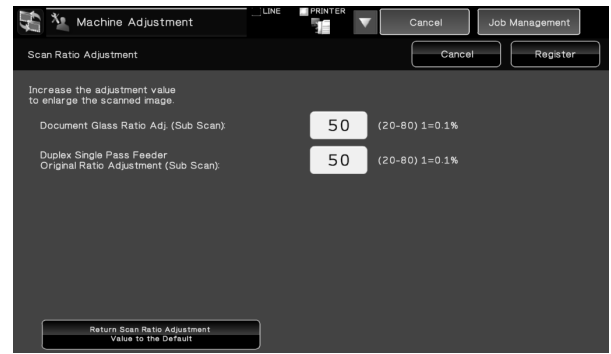 Machine Adjustment
LINE
PRINTER
Cancel
Job Management
Scan Ratio Adjustment
Cancel
Register
Increase the adjustment value
to enlarge the scanned image.
Document Glass Ratio Adj. (Sub Scan):
50
(20-80) 1=0.1%
Duplex Single Pass Feeder
Original Ratio Adjustment (Sub Scan):
50
(20-80) 1=0.1%
Return Scan Ratio Adjustment
Value to the Default